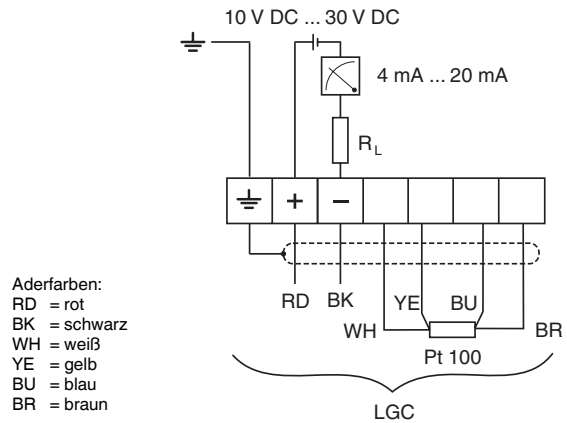 10 V DC ... 30 V DC
4 mA ... 20 mA
RL
+ −
RD BK YE BU
WH BR
Pt 100
LGC
Aderfarben:
RD = rot
BK = schwarz
WH = weiß
YE = gelb
BU = blau
BR = braun